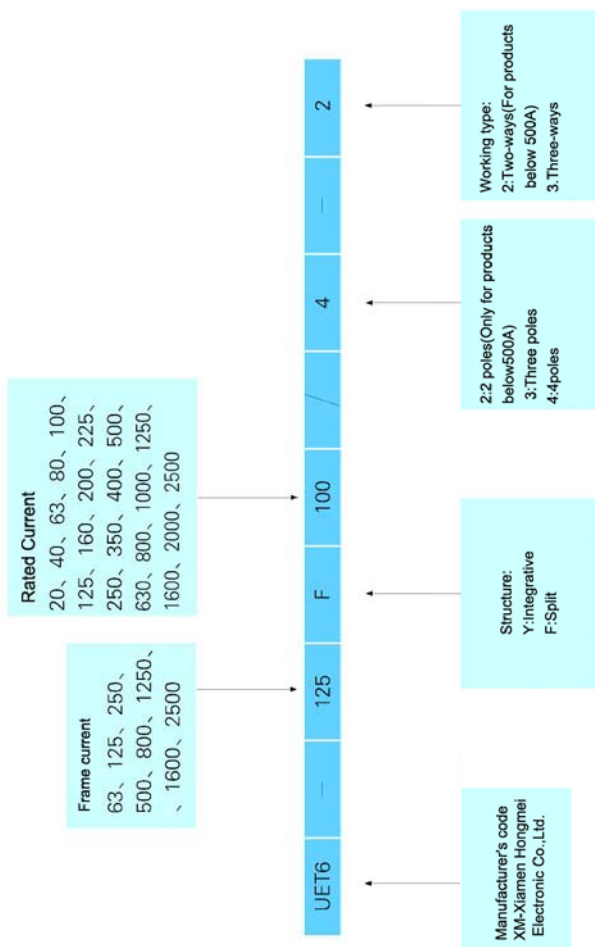 Frame current
63、125、250、
500、800、1250、
、1600、2500
Rated Current
20、40、63、80、100、
125、160、200、225、
250、350、400、500、
630、800、1000、1250、
1600、2000、2500
UET6 — 125 F 100 / 4 — 2
Manufacturer's code
XM-Xiamen Hongmei
Electronic Co.,Ltd.
Structure:
Y:Integrative
F:Split
2:2 poles(Only for products
below500A)
3:Three poles
4:4poles
Working type:
2:Two-ways(For products
below 500A)
3.Three-ways